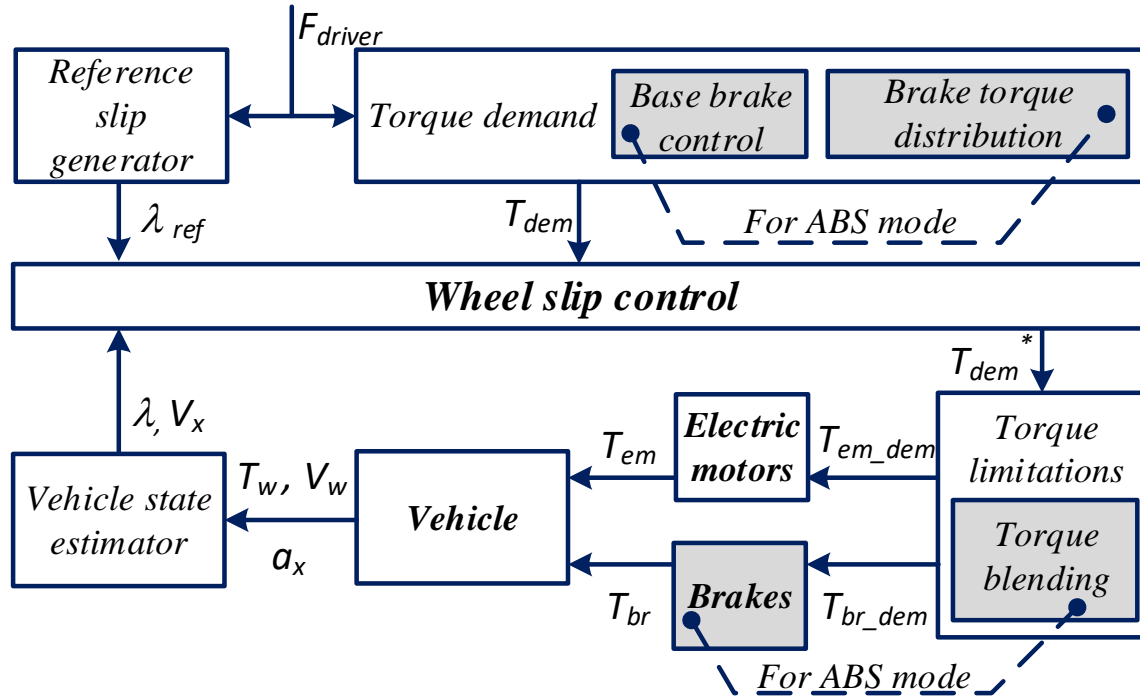 F_driver
Reference
slip
generator
Torque demand
Base brake
control
Brake torque
distribution
For ABS mode
λ ref
T_dem
Wheel slip control
T_dem*
λ, V_x
Electric
motors
T_em
T_em_dem
Torque
limitations
Torque
blending
Vehicle state
estimator
T_w, V_w
a_x
Vehicle
T_br
Brakes
T_br_dem
For ABS mode